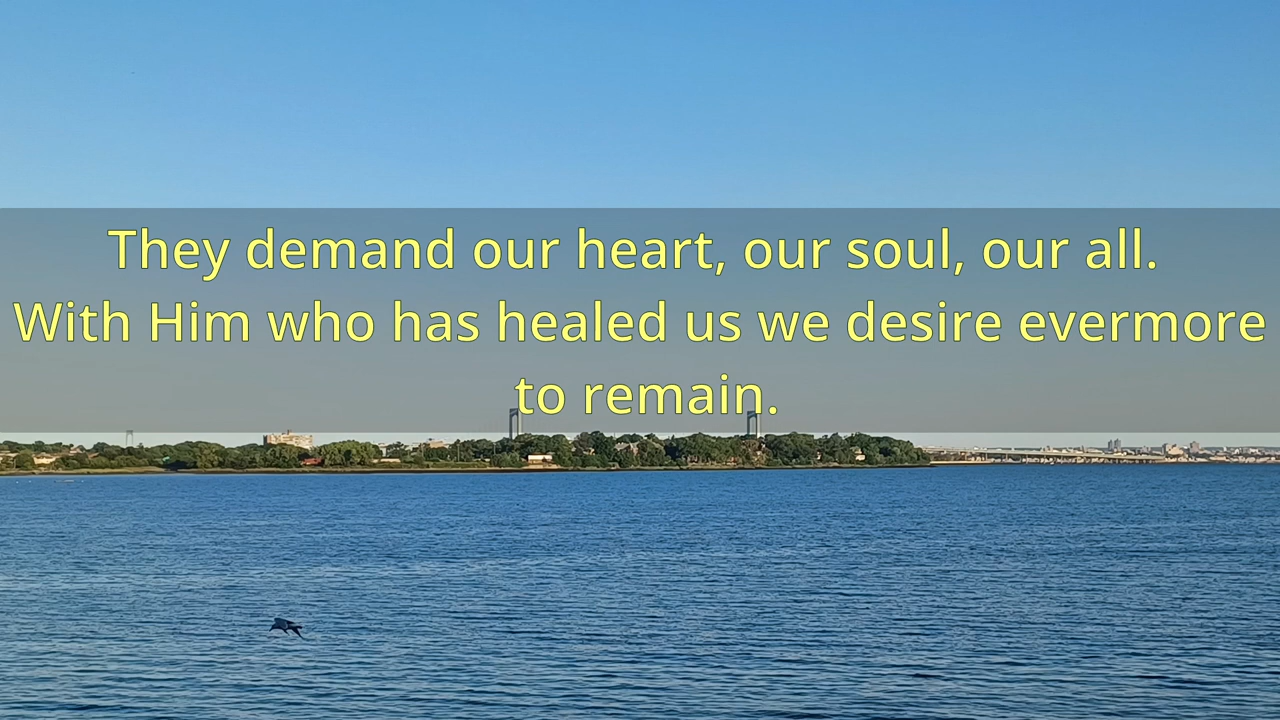 They demand our heart, our soul, our all.
With Him who has healed us we desire evermore
to remain.